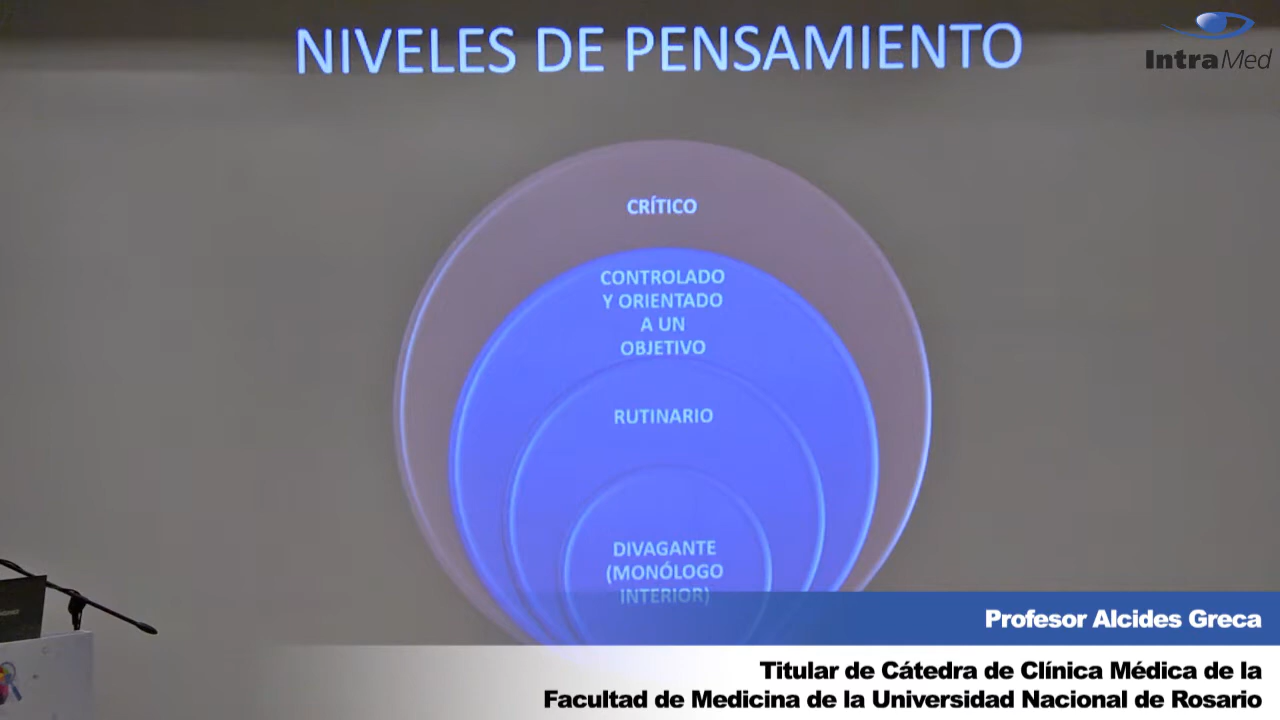 NIVELES DE PENSAMIENTO
IntraMed
CRÍTICO
CONTROLADO
Y ORIENTADO
A UN
OBJETIVO
RUTINARIO
DIVAGANTE
(MONÓLOGO
INTERIOR)
Profesor Alcides Greca
Titular de Cátedra de Clínica Médica de la
Facultad de Medicina de la Universidad Nacional de Rosario